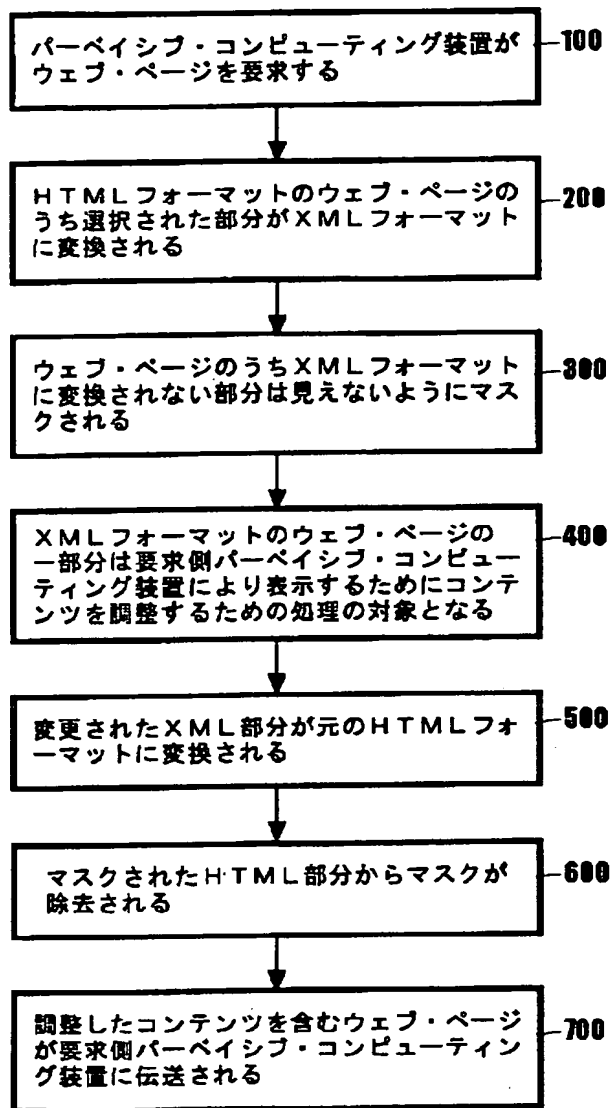 パーベイシブ・コンピューティング装置が
ウェブ・ページを要求する
100
ＨＴＭＬフォーマットのウェブ・ページの
うち選択された部分がＸＭＬフォーマット
に変換される
200
ウェブ・ページのうちＸＭＬフォーマット
に変換されない部分は見えないようにマス
クされる
300
ＸＭＬフォーマットのウェブ・ページの
一部分は要求側パーベイシブ・コンピュー
ティング装置により表示するためにコンテ
ンツを調整するための処理の対象となる
400
変更されたＸＭＬ部分が元のＨＴＭＬフォ
ーマットに変換される
500
マスクされたＨＴＭＬ部分からマスクが
除去される
600
調整したコンテンツを含むウェブ・ページ
が要求側パーベイシブ・コンピューティン
グ装置に伝送される
700